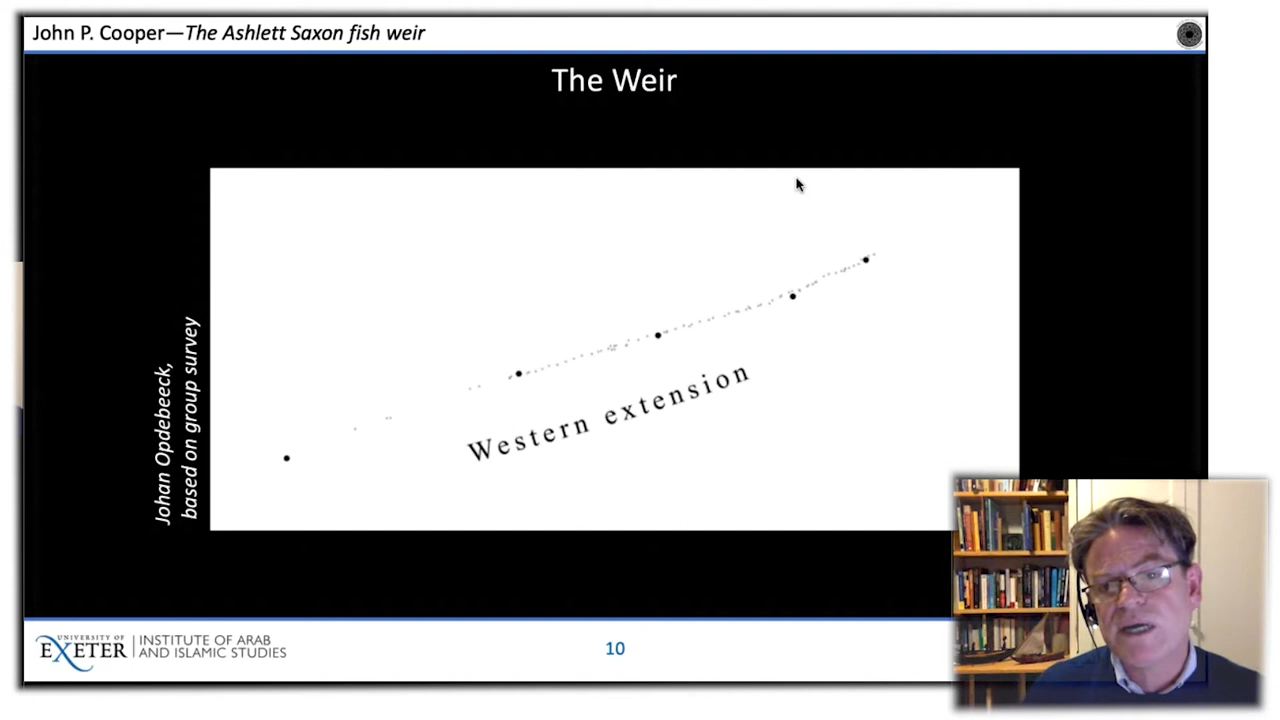 John P. Cooper—The Ashlett Saxon fish weir
The Weir
Johan Opdebeeck,
based on group survey
Western extension
UNIVERSITY OF
EXETER
INSTITUTE OF ARAB
AND ISLAMIC STUDIES
10